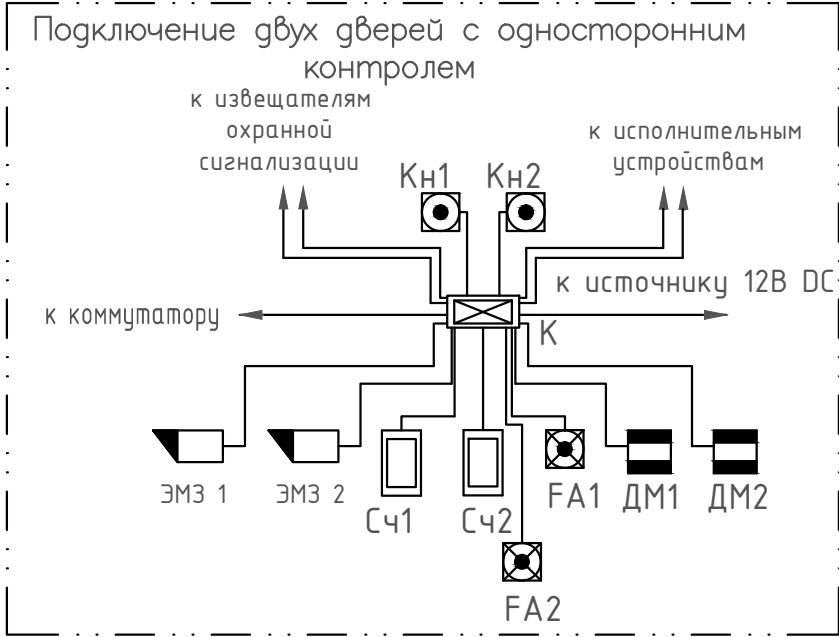 Подключение двух дверей с односторонним
контролем
к извещателям
охранной
сигнализации
к исполнительным
устройствам
Кн1
Кн2
к источнику 12В DC
к коммутатору
К
ЭМЗ 1
ЭМЗ 2
Сч1
Сч2
FA1
ДМ1
ДМ2
FA2